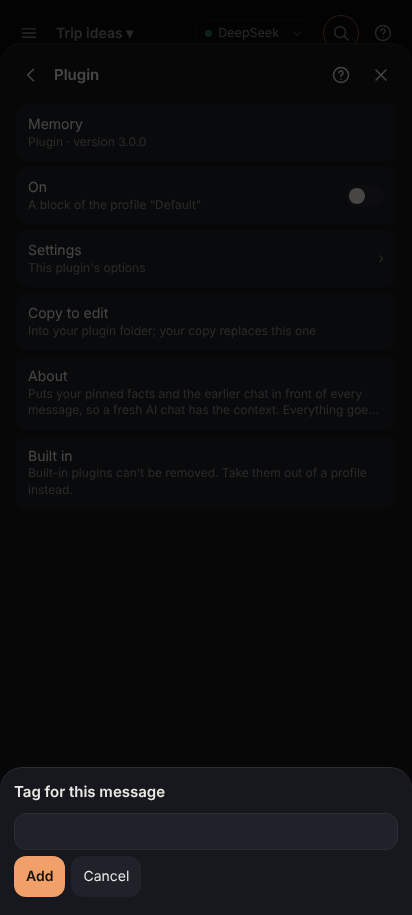 Trip ideas ▾
DeepSeek
Plugin
Memory
Plugin · version 3.0.0
On
A block of the profile “Default”
Settings
This plugin's options
Copy to edit
Into your plugin folder; your copy replaces this one
About
Puts your pinned facts and the earlier chat in front of every
message, so a fresh AI chat has the context. Everything goe...
Built in
Built-in plugins can't be removed. Take them out of a profile
instead.
Tag for this message
Add
Cancel